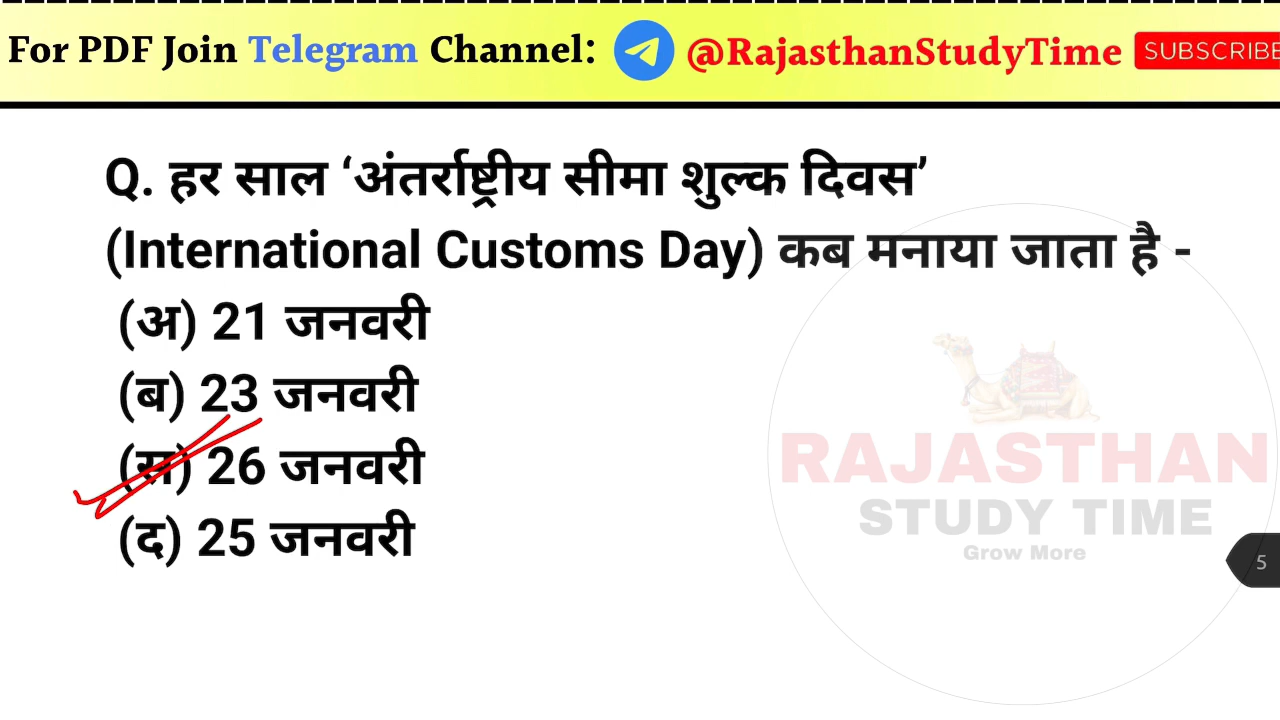 For PDF Join Telegram Channel: @RajasthanStudyTime SUBSCRIBE
Q. हर साल ‘अंतर्राष्ट्रीय सीमा शुल्क दिवस’
(International Customs Day) कब मनाया जाता है -
(अ) 21 जनवरी
(ब) 23 जनवरी
(स) 26 जनवरी
(द) 25 जनवरी
RAJASTHAN
STUDY TIME
Grow More
5